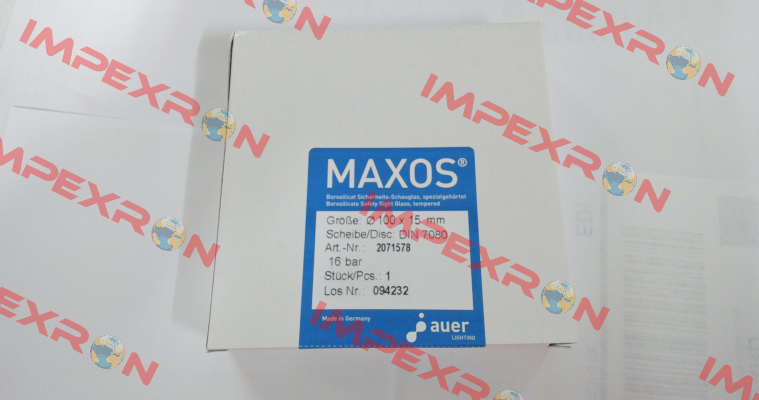 MAXOS®
Borosilicat Sicherheits-Schauglas, spezialgehärtet
Borosilicate Safety Sight Glass, tempered
Größe: Ø 100 x 15 mm
Scheibe/Disc: DIN 7080
Art.-Nr.: 2071578
16 bar
Stück/Pcs.: 1
Los Nr.: 094232
Made in Germany
auer
LIGHTING
IMPEXRON
IMPEXRON
IMPEXRON
IMPEXRON
IMPEXRON
IMPEXRON
IMPEXRON